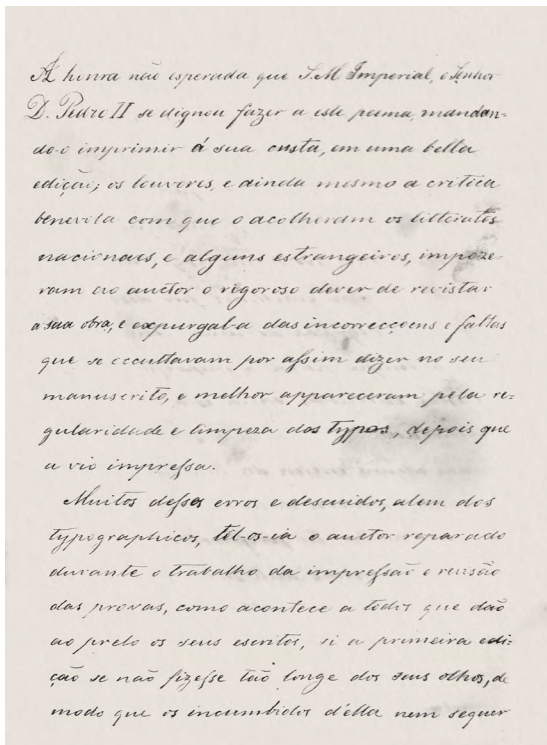 A honra não esperada que S.M Imperial, o Senhor
D. Pedro II se dignou fazer a este poema, mandan-
do-o imprimir á sua custa, em uma bella
edição; os louvores, e ainda mesmo a critica
benevola com que o acolheram os litteratos
nacionaes, e alguns estrangeiros, impoze-
ram ao auctor o rigoroso dever de revistar
a sua obra, e expurgal-a das incorrecçoens e faltas
que se occultavam por assim dizer no seu
manuscrito, e melhor appareceram pela re-
gularidade e limpeza dos typos, depois que
a vio impressa.
Muitos desses erros e descuidos, alem dos
typographicos, têl-os-ia o auctor reparado
durante o trabalho da impressão e revisão
das provas, como acontece a todos que dão
ao prelo os seus escritos, si a primeira edi-
ção se não fizesse tão longe dos seus olhos, de
modo que os incumbidos d'élla nem sequer